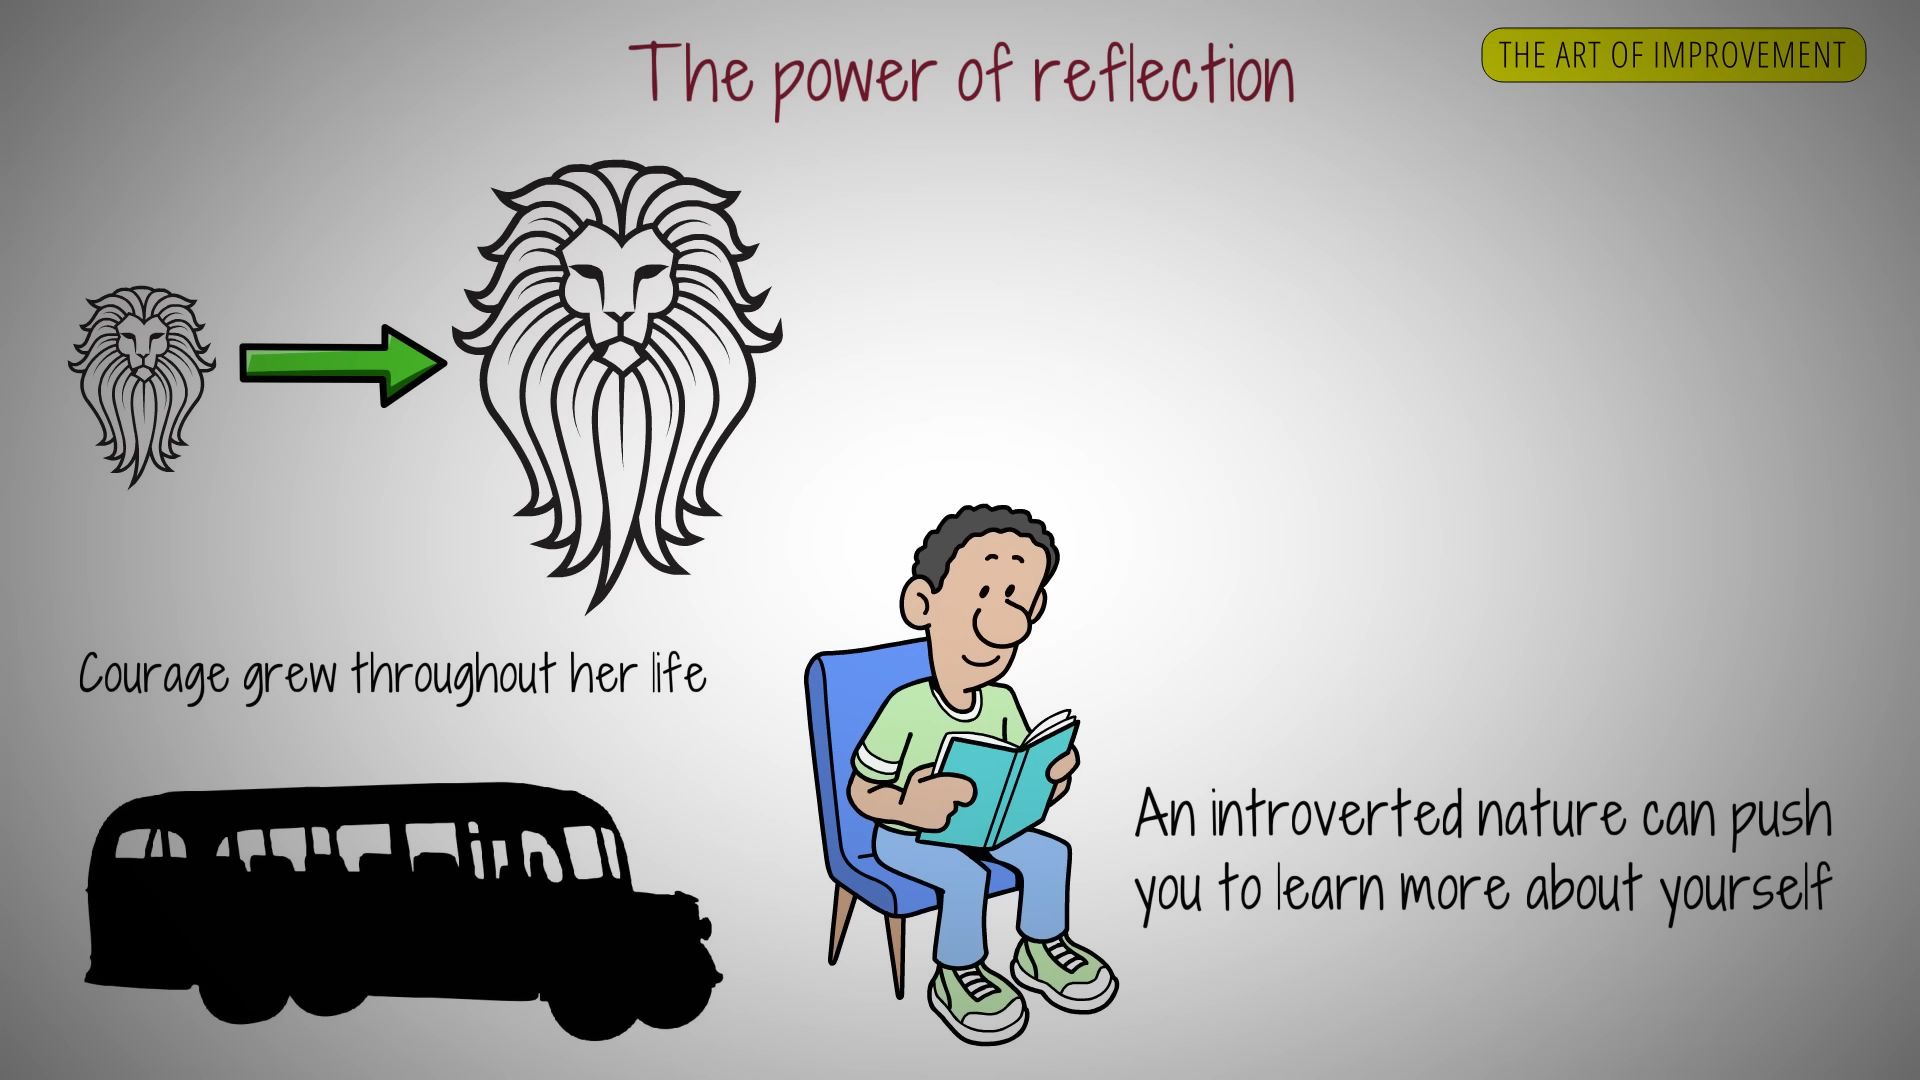 The power of reflection
THE ART OF IMPROVEMENT
Courage grew throughout her life
An introverted nature can push
you to learn more about yourself